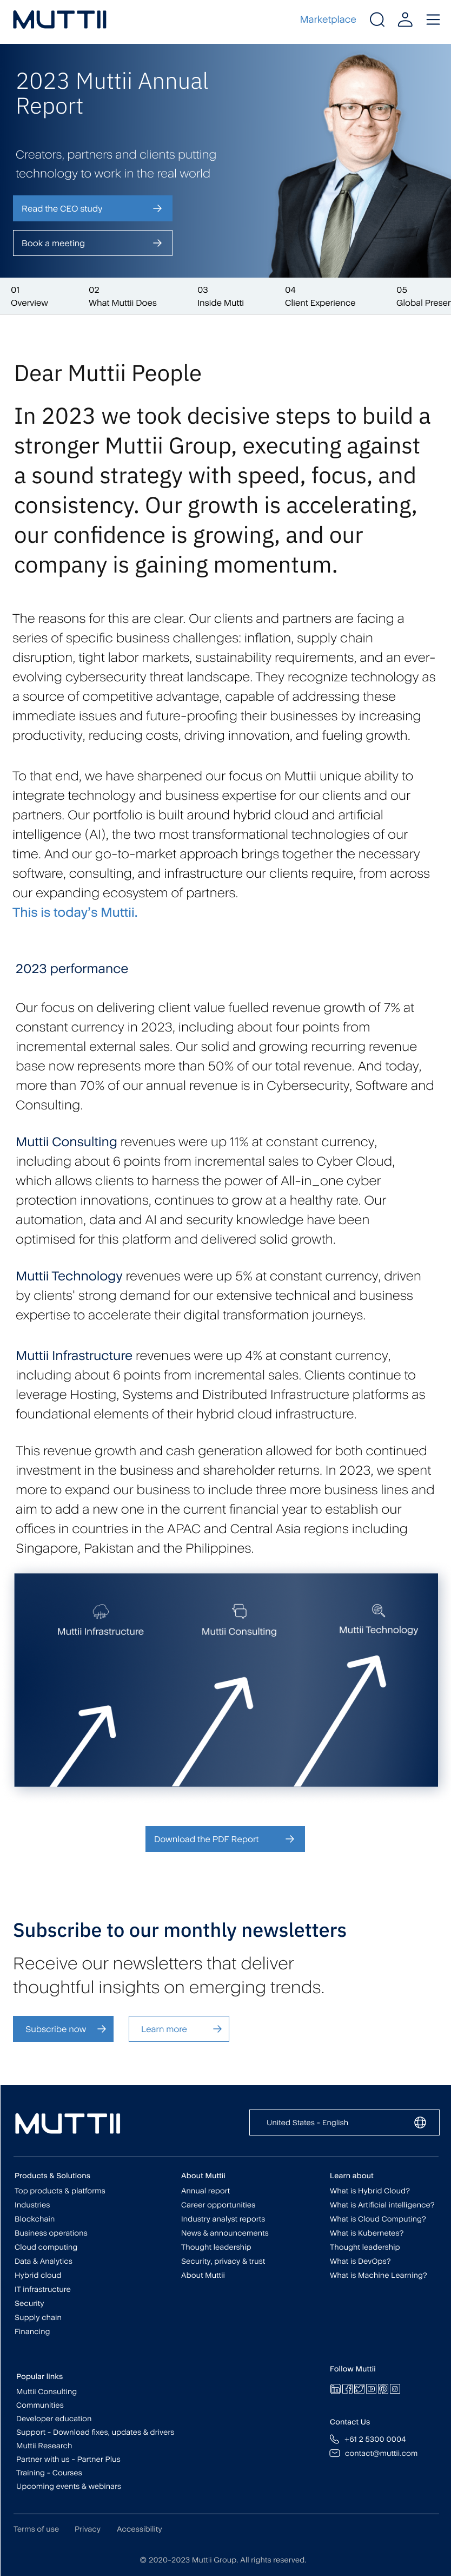 MUTTII
Marketplace
2023 Muttii Annual
Report
Creators, partners and clients putting
technology to work in the real world
Read the CEO study
Book a meeting
01
Overview
02
What Muttii Does
03
Inside Mutti
04
Client Experience
05
Global Presen
Dear Muttii People
In 2023 we took decisive steps to build a
stronger Muttii Group, executing against
a sound strategy with speed, focus, and
consistency. Our growth is accelerating,
our confidence is growing, and our
company is gaining momentum.
The reasons for this are clear. Our clients and partners are facing a
series of specific business challenges: inflation, supply chain
disruption, tight labor markets, sustainability requirements, and an ever-
evolving cybersecurity threat landscape. They recognize technology as
a source of competitive advantage, capable of addressing these
immediate issues and future-proofing their businesses by increasing
productivity, reducing costs, driving innovation, and fueling growth.
To that end, we have sharpened our focus on Muttii unique ability to
integrate technology and business expertise for our clients and our
partners. Our portfolio is built around hybrid cloud and artificial
intelligence (AI), the two most transformational technologies of our
time. And our go-to-market approach brings together the necessary
software, consulting, and infrastructure our clients require, from across
our expanding ecosystem of partners.
This is today's Muttii.
2023 performance
Our focus on delivering client value fuelled revenue growth of 7% at
constant currency in 2023, including about four points from
incremental external sales. Our solid and growing recurring revenue
base now represents more than 50% of our total revenue. And today,
more than 70% of our annual revenue is in Cybersecurity, Software and
Consulting.
Muttii Consulting revenues were up 11% at constant currency,
including about 6 points from incremental sales to Cyber Cloud,
which allows clients to harness the power of All-in_one cyber
protection innovations, continues to grow at a healthy rate. Our
automation, data and AI and security knowledge have been
optimised for this platform and delivered solid growth.
Muttii Technology revenues were up 5% at constant currency, driven
by clients' strong demand for our extensive technical and business
expertise to accelerate their digital transformation journeys.
Muttii Infrastructure revenues were up 4% at constant currency,
including about 6 points from incremental sales. Clients continue to
leverage Hosting, Systems and Distributed Infrastructure platforms as
foundational elements of their hybrid cloud infrastructure.
This revenue growth and cash generation allowed for both continued
investment in the business and shareholder returns. In 2023, we spent
more to expand our business to include three more business lines and
aim to add a new one in the current financial year to establish our
offices in countries in the APAC and Central Asia regions including
Singapore, Pakistan and the Philippines.
Muttii Infrastructure
Muttii Consulting
Muttii Technology
Download the PDF Report
Subscribe to our monthly newsletters
Receive our newsletters that deliver
thoughtful insights on emerging trends.
Subscribe now
Learn more
MUTTII
United States - English
Products & Solutions
Top products & platforms
Industries
Blockchain
Business operations
Cloud computing
Data & Analytics
Hybrid cloud
IT infrastructure
Security
Supply chain
Financing
About Muttii
Annual report
Career opportunities
Industry analyst reports
News & announcements
Thought leadership
Security, privacy & trust
About Muttii
Learn about
What is Hybrid Cloud?
What is Artificial intelligence?
What is Cloud Computing?
What is Kubernetes?
Thought leadership
What is DevOps?
What is Machine Learning?
Popular links
Muttii Consulting
Communities
Developer education
Support - Download fixes, updates & drivers
Muttii Research
Partner with us - Partner Plus
Training - Courses
Upcoming events & webinars
Follow Muttii
Contact Us
+61 2 5300 0004
contact@muttii.com
Terms of use
Privacy
Accessibility
© 2020-2023 Muttii Group. All rights reserved.